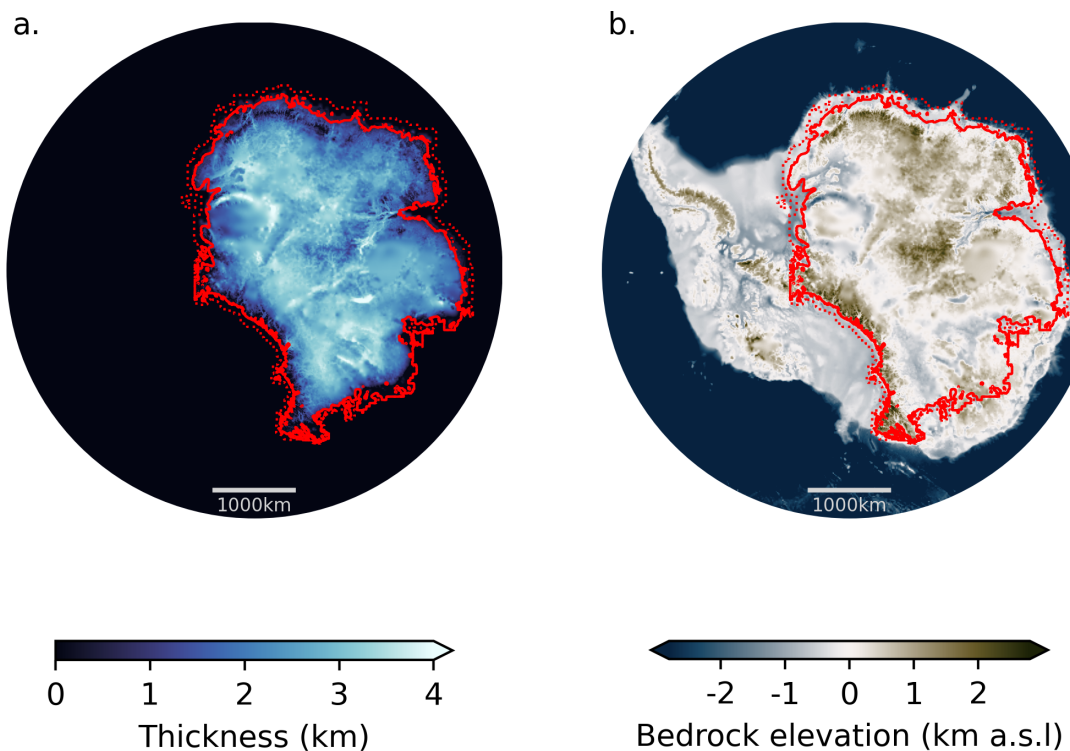 a.
b.
1000km
1000km
0 1 2 3 4
Thickness (km)
-2 -1 0 1 2
Bedrock elevation (km a.s.l)